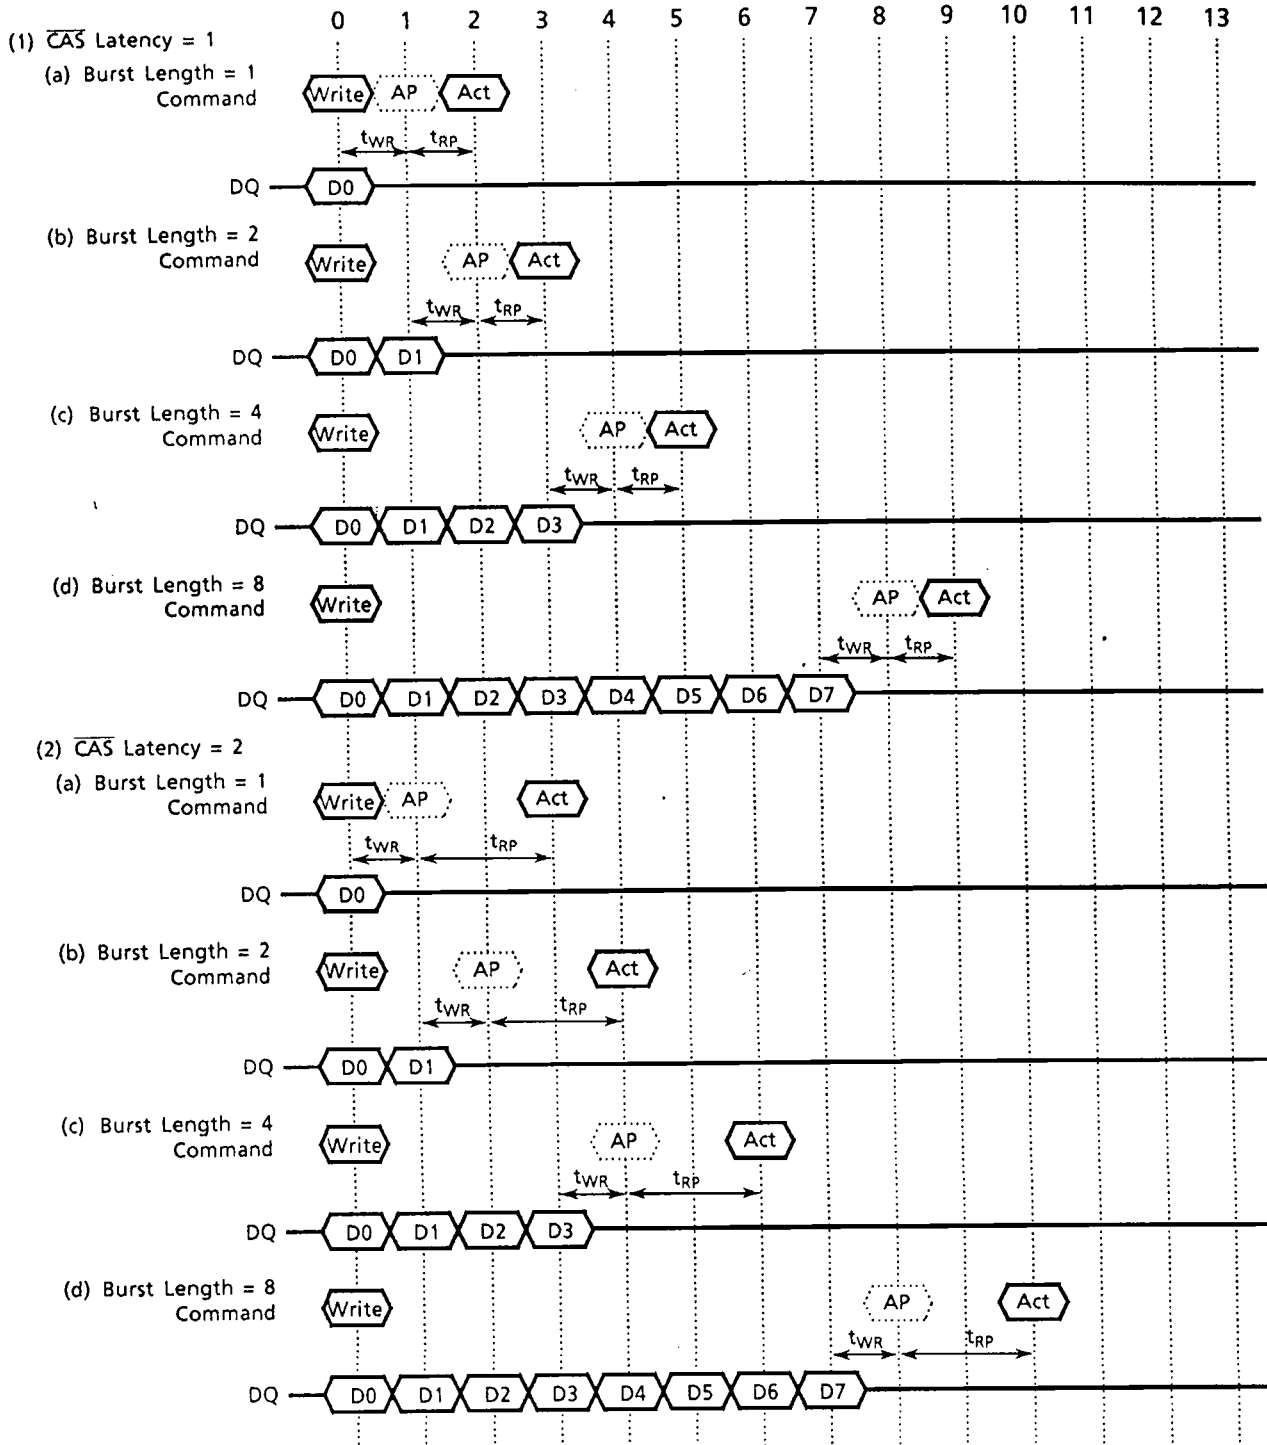 0 1 2 3 4 5 6 7 8 9 10 11 12 13
(1) CAS Latency = 1
(a) Burst Length = 1
Command Write AP Act
tWR tRP
DQ D0
(b) Burst Length = 2
Command Write AP Act
tWR tRP
DQ D0 D1
(c) Burst Length = 4
Command Write AP Act
tWR tRP
DQ D0 D1 D2 D3
(d) Burst Length = 8
Command Write AP Act
tWR tRP
DQ D0 D1 D2 D3 D4 D5 D6 D7
(2) CAS Latency = 2
(a) Burst Length = 1
Command Write AP Act
tWR tRP
DQ D0
(b) Burst Length = 2
Command Write AP Act
tWR tRP
DQ D0 D1
(c) Burst Length = 4
Command Write AP Act
tWR tRP
DQ D0 D1 D2 D3
(d) Burst Length = 8
Command Write AP Act
tWR tRP
DQ D0 D1 D2 D3 D4 D5 D6 D7